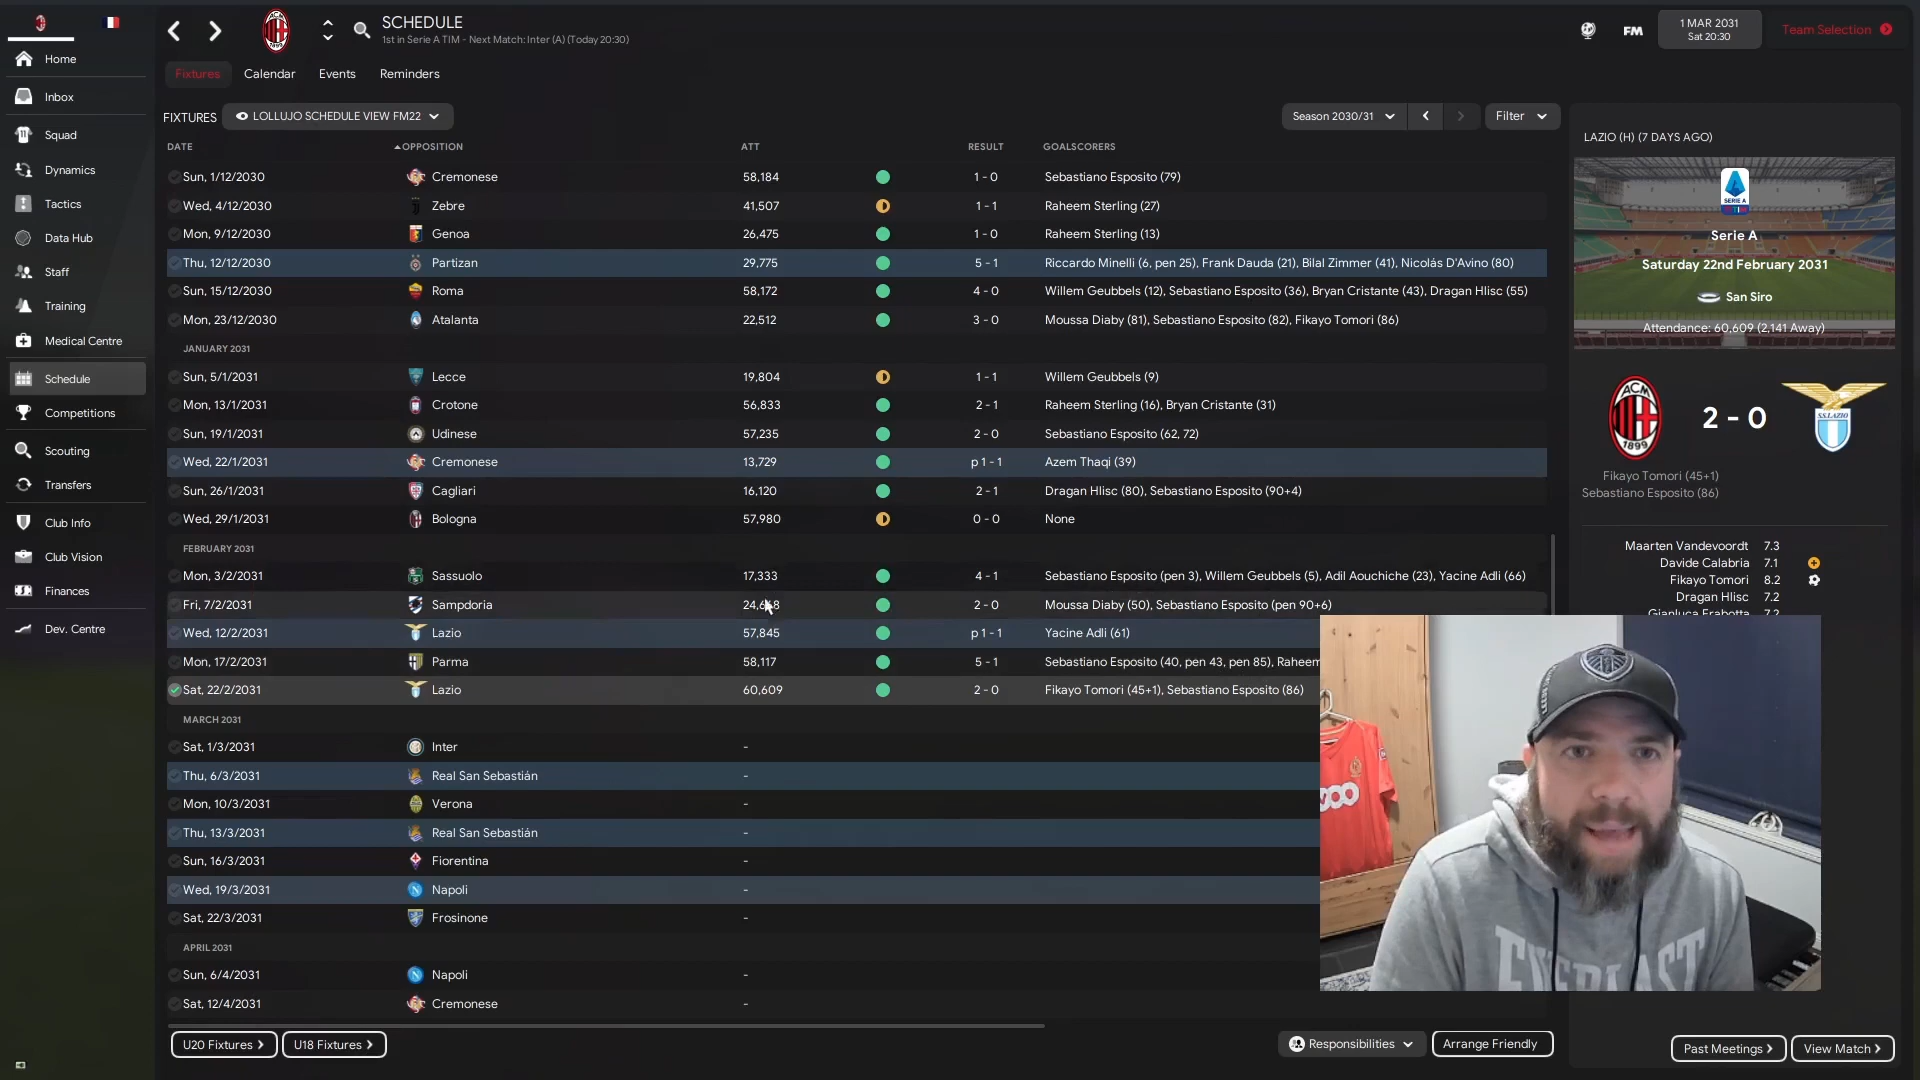 SCHEDULE
1st in Serie A TIM - Next Match: Inter (A) (Today 20:30)
FM
1 MAR 2031
Sat 20:30
Team Selection
Home
Inbox
Squad
Dynamics
Tactics
Data Hub
Staff
Training
Medical Centre
Schedule
Competitions
Scouting
Transfers
Club Info
Club Vision
Finances
Dev. Centre
Fixtures Calendar Events Reminders
FIXTURES LOLLUJO SCHEDULE VIEW FM22 Season 2030/31 Filter
DATE OPPOSITION ATT RESULT GOALSCORERS
Sun, 1/12/2030 Cremonese 58,184 1 - 0 Sebastiano Esposito (79)
Wed, 4/12/2030 Zebre 41,507 1 - 1 Raheem Sterling (27)
Mon, 9/12/2030 Genoa 26,475 1 - 0 Raheem Sterling (13)
Thu, 12/12/2030 Partizan 29,775 5 - 1 Riccardo Minelli (6, pen 25), Frank Dauda (21), Bilal Zimmer (41), Nicolás D'Avino (80)
Sun, 15/12/2030 Roma 58,172 4 - 0 Willem Geubbels (12), Sebastiano Esposito (36), Bryan Cristante (43), Dragan Hlisc (55)
Mon, 23/12/2030 Atalanta 22,512 3 - 0 Moussa Diaby (81), Sebastiano Esposito (82), Fikayo Tomori (86)
JANUARY 2031
Sun, 5/1/2031 Lecce 19,804 1 - 1 Willem Geubbels (9)
Mon, 13/1/2031 Crotone 56,833 2 - 1 Raheem Sterling (16), Bryan Cristante (31)
Sun, 19/1/2031 Udinese 57,235 2 - 0 Sebastiano Esposito (62, 72)
Wed, 22/1/2031 Cremonese 13,729 p 1 - 1 Azem Thaqi (39)
Sun, 26/1/2031 Cagliari 16,120 2 - 1 Dragan Hlisc (80), Sebastiano Esposito (90+4)
Wed, 29/1/2031 Bologna 57,980 0 - 0 None
FEBRUARY 2031
Mon, 3/2/2031 Sassuolo 17,333 4 - 1 Sebastiano Esposito (pen 3), Willem Geubbels (5), Adil Aouchiche (23), Yacine Adli (66)
Fri, 7/2/2031 Sampdoria 2 - 0 Moussa Diaby (50), Sebastiano Esposito (pen 90+6)
Wed, 12/2/2031 Lazio 57,845 p 1 - 1 Yacine Adli (61)
Mon, 17/2/2031 Parma 58,117 5 - 1 Sebastiano Esposito (40, pen 43, pen 85), Raheem
Sat, 22/2/2031 Lazio 60,609 2 - 0 Fikayo Tomori (45+1), Sebastiano Esposito (86)
MARCH 2031
Sat, 1/3/2031 Inter -
Thu, 6/3/2031 Real San Sebastián -
Mon, 10/3/2031 Verona -
Thu, 13/3/2031 Real San Sebastián -
Sun, 16/3/2031 Fiorentina -
Wed, 19/3/2031 Napoli -
Sat, 22/3/2031 Frosinone -
APRIL 2031
Sun, 6/4/2031 Napoli -
Sat, 12/4/2031 Cremonese -
U20 Fixtures U18 Fixtures Responsibilities Arrange Friendly
LAZIO (H) (7 DAYS AGO)
SERIE A
Serie A
Saturday 22nd February 2031
San Siro
Attendance: 60,609 (2,141 Away)
ACM
1899
2 - 0
S.S.LAZIO
Fikayo Tomori (45+1)
Sebastiano Esposito (86)
Maarten Vandevoordt 7.3
Davide Calabria 7.1
Fikayo Tomori 8.2
Dragan Hlisc 7.2
Gianluca Frabotta 7.2
EVERLAST
Past Meetings View Match